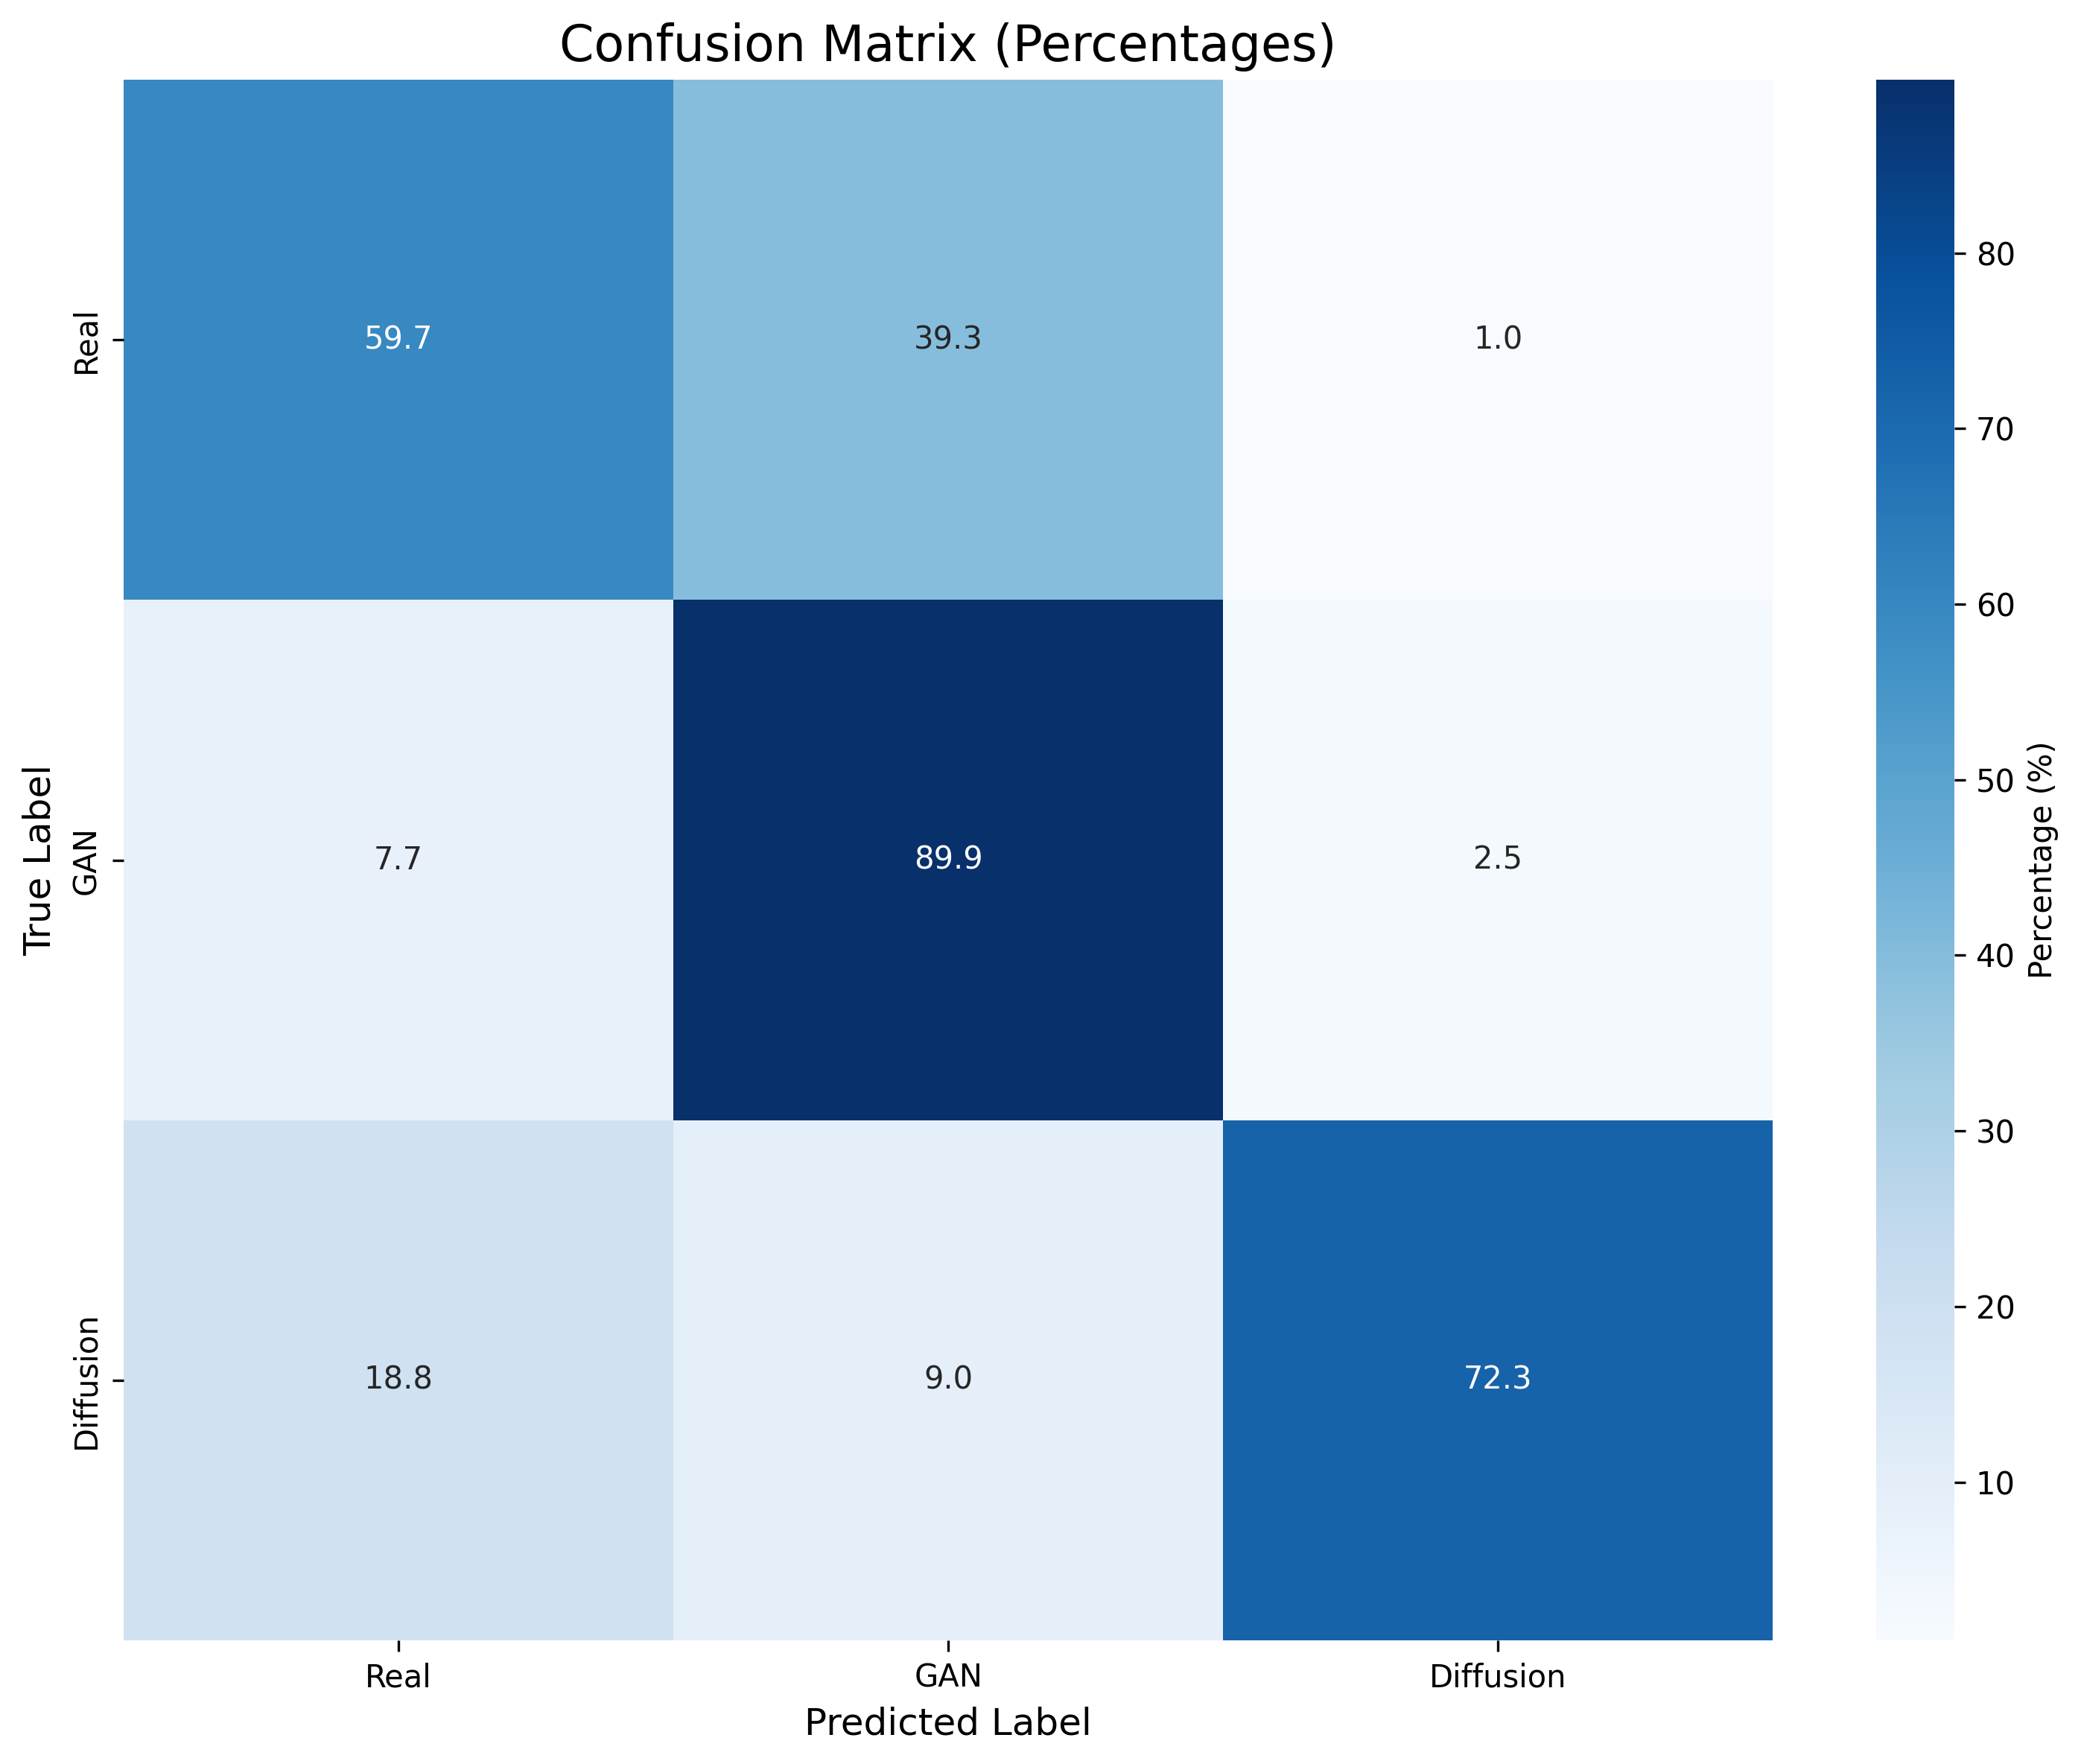 Confusion Matrix (Percentages)
True Label
Real
59.7
39.3
1.0
GAN
7.7
89.9
2.5
Diffusion
18.8
9.0
72.3
Real
GAN
Diffusion
Predicted Label
80
70
60
50
40
30
20
10
Percentage (%)